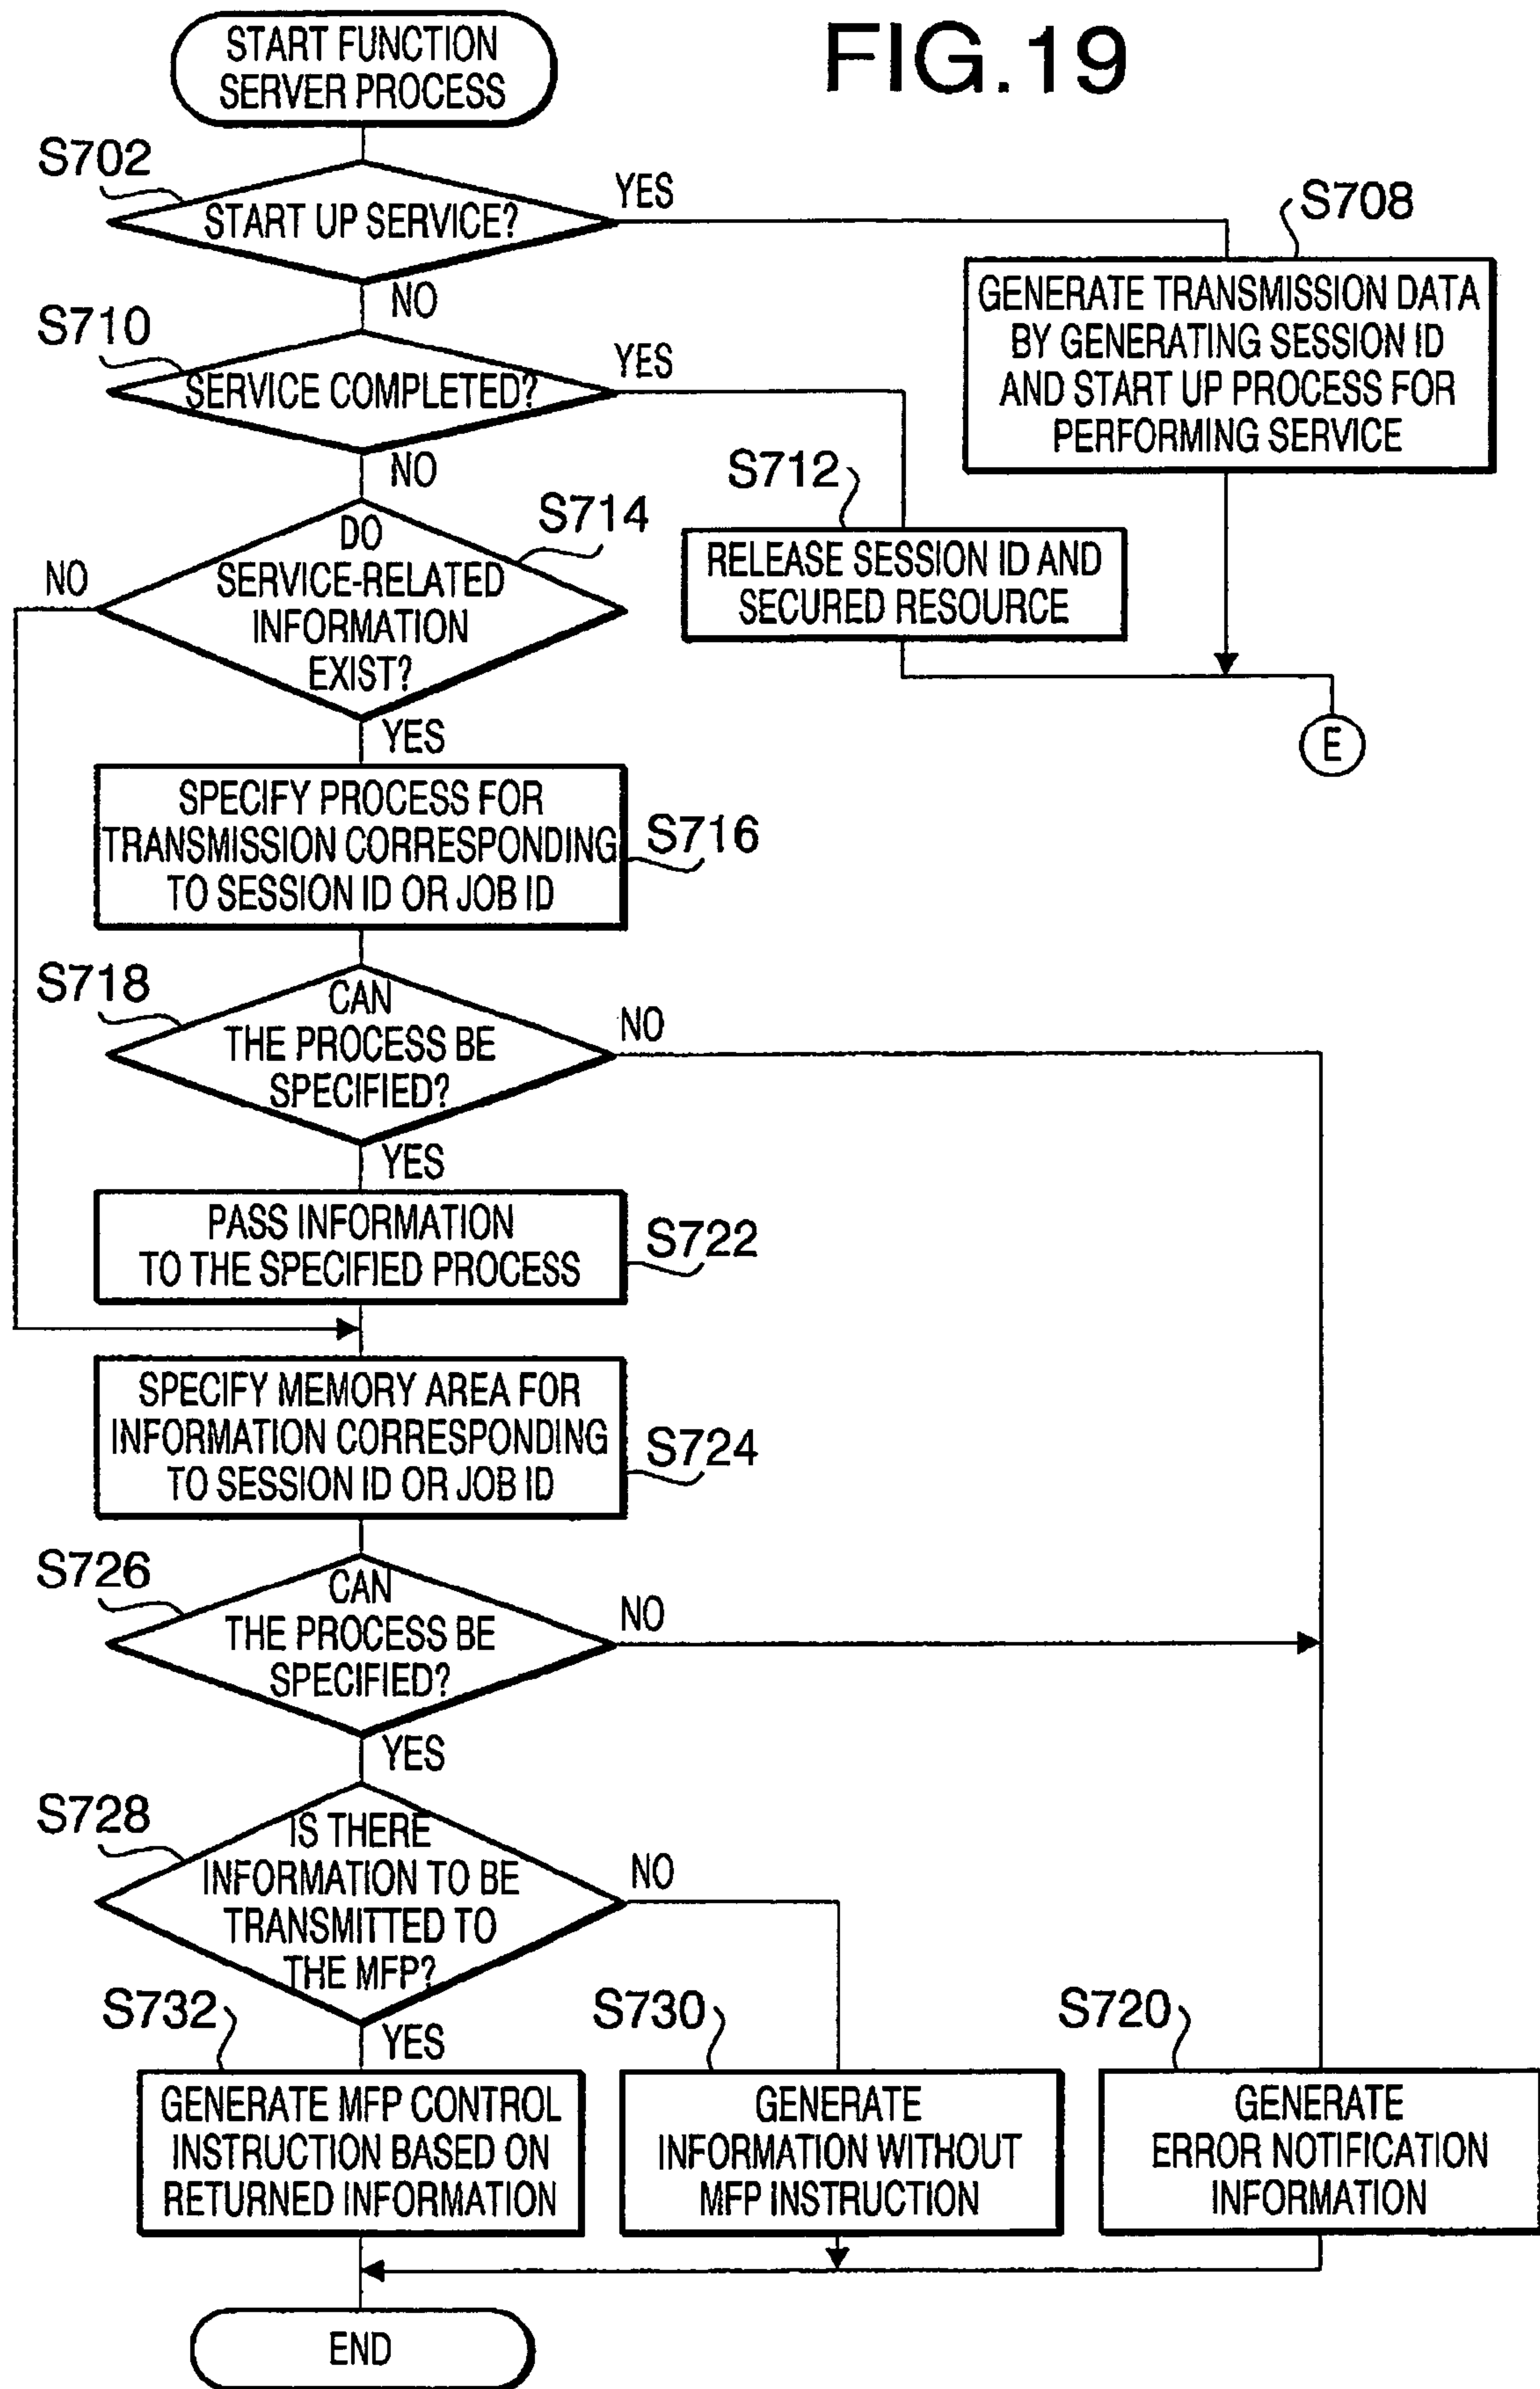 START FUNCTION
SERVER PROCESS
FIG.19
S702
START UP SERVICE?
YES
NO
S708
GENERATE TRANSMISSION DATA
BY GENERATING SESSION ID
AND START UP PROCESS FOR
PERFORMING SERVICE
S710
SERVICE COMPLETED?
YES
NO
S712
RELEASE SESSION ID AND
SECURED RESOURCE
E
S714
DO
SERVICE-RELATED
INFORMATION
EXIST?
NO
YES
SPECIFY PROCESS FOR
TRANSMISSION CORRESPONDING
TO SESSION ID OR JOB ID
S716
S718
CAN
THE PROCESS BE
SPECIFIED?
NO
YES
PASS INFORMATION
TO THE SPECIFIED PROCESS
S722
SPECIFY MEMORY AREA FOR
INFORMATION CORRESPONDING
TO SESSION ID OR JOB ID
S724
S726
CAN
THE PROCESS BE
SPECIFIED?
NO
YES
S728
IS THERE
INFORMATION TO BE
TRANSMITTED TO
THE MFP?
NO
YES
S732
GENERATE MFP CONTROL
INSTRUCTION BASED ON
RETURNED INFORMATION
S730
GENERATE
INFORMATION WITHOUT
MFP INSTRUCTION
S720
GENERATE
ERROR NOTIFICATION
INFORMATION
END